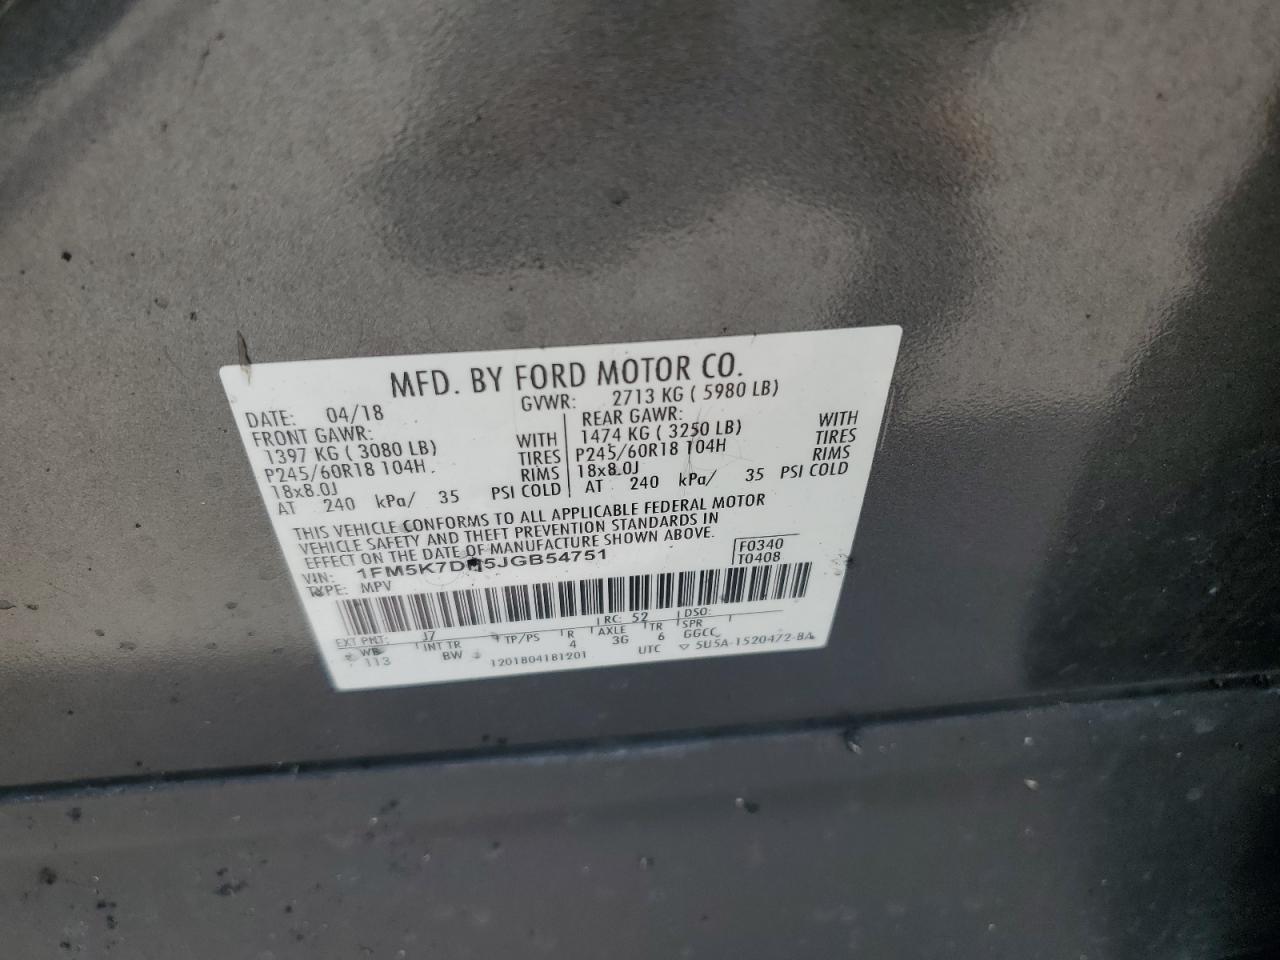 MFD. BY FORD MOTOR CO.
DATE: 04/18 GVWR: 2713 KG ( 5980 LB)
FRONT GAWR: REAR GAWR:
1397 KG ( 3080 LB) WITH 1474 KG ( 3250 LB) WITH
P245/60R18 104H TIRES P245/60R18 104H TIRES
18x8.0J RIMS 18x8.0J RIMS
AT 240 kPa/ 35 PSI COLD AT 240 kPa/ 35 PSI COLD
THIS VEHICLE CONFORMS TO ALL APPLICABLE FEDERAL MOTOR
VEHICLE SAFETY AND THEFT PREVENTION STANDARDS IN
EFFECT ON THE DATE OF MANUFACTURE SHOWN ABOVE.
VIN: F0340
TYPE: MPV T0408
EXT PNT: J7 RC: 52 DSO:
WB INT TR TP/PS R AXLE TR SPR
113 BW 4 3G 6 GGCC
1201804181201 UTC ▽ 5U5A-1520472-BA